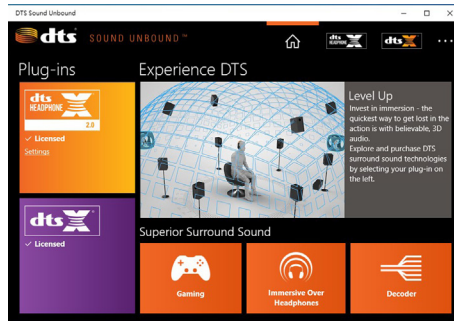 DTS Sound Unbound
dts SOUND UNBOUND™
dts HEADPHONE X
dts X
Plug-ins
dts
HEADPHONE X
2.0
✓ Licensed
Settings
dts X
✓ Licensed
Experience DTS
Level Up
Invest in immersion - the
quickest way to get lost in the
action is with believable, 3D
audio.
Explore and purchase DTS
surround sound technologies
by selecting your plug-in on
the left.
Superior Surround Sound
Gaming
Immersive Over
Headphones
Decoder